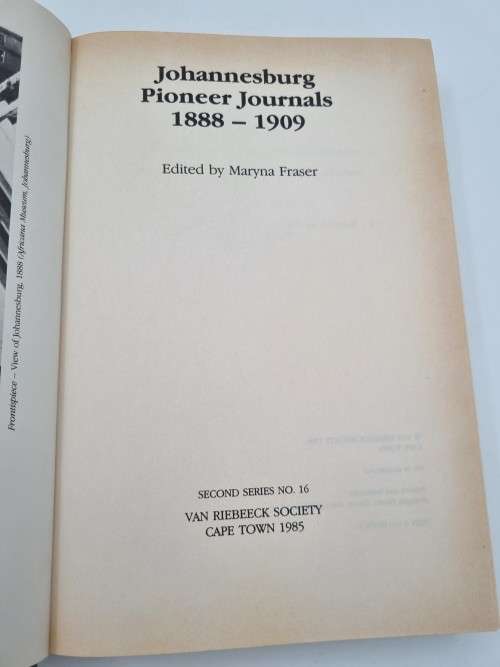 Frontispiece – View of Johannesburg, 1888 (Africana Museum, Johannesburg)
Johannesburg
Pioneer Journals
1888 – 1909
Edited by Maryna Fraser
SECOND SERIES NO. 16
VAN RIEBEECK SOCIETY
CAPE TOWN 1985